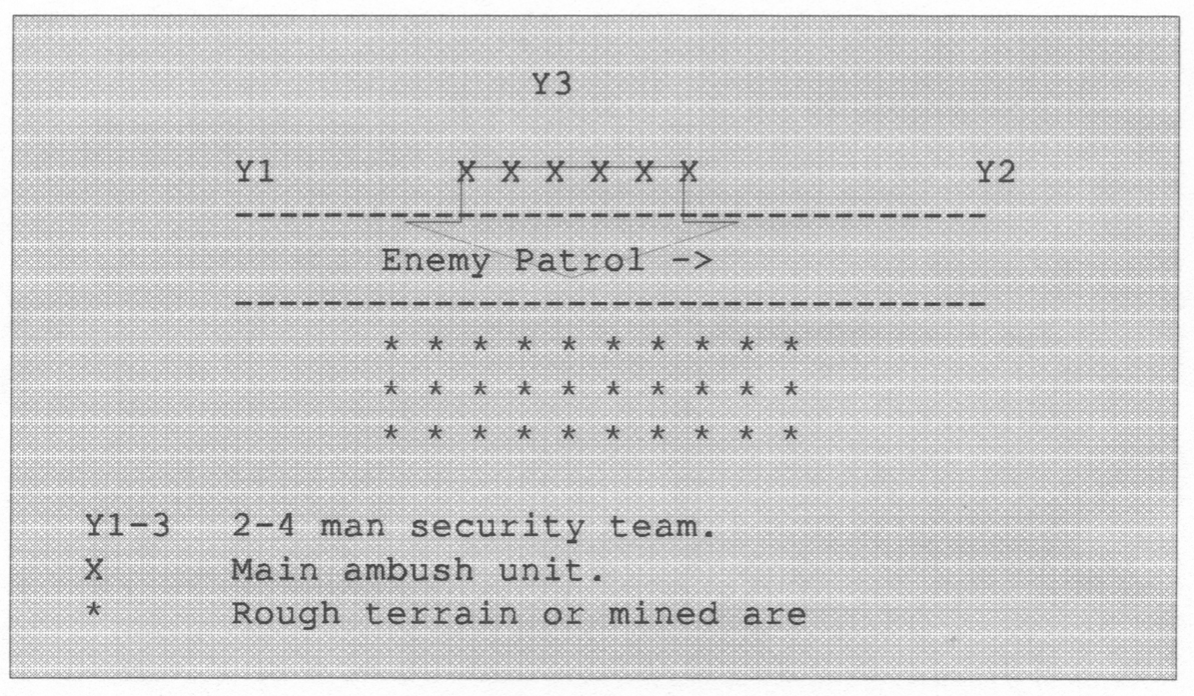 Y3
Y1 X X X X X X Y2
----------------------------------
Enemy Patrol ->
----------------------------------
* * * * * * * * * *
* * * * * * * * * *
* * * * * * * * * *
Y1-3 2-4 man security team.
X Main ambush unit.
* Rough terrain or mined are